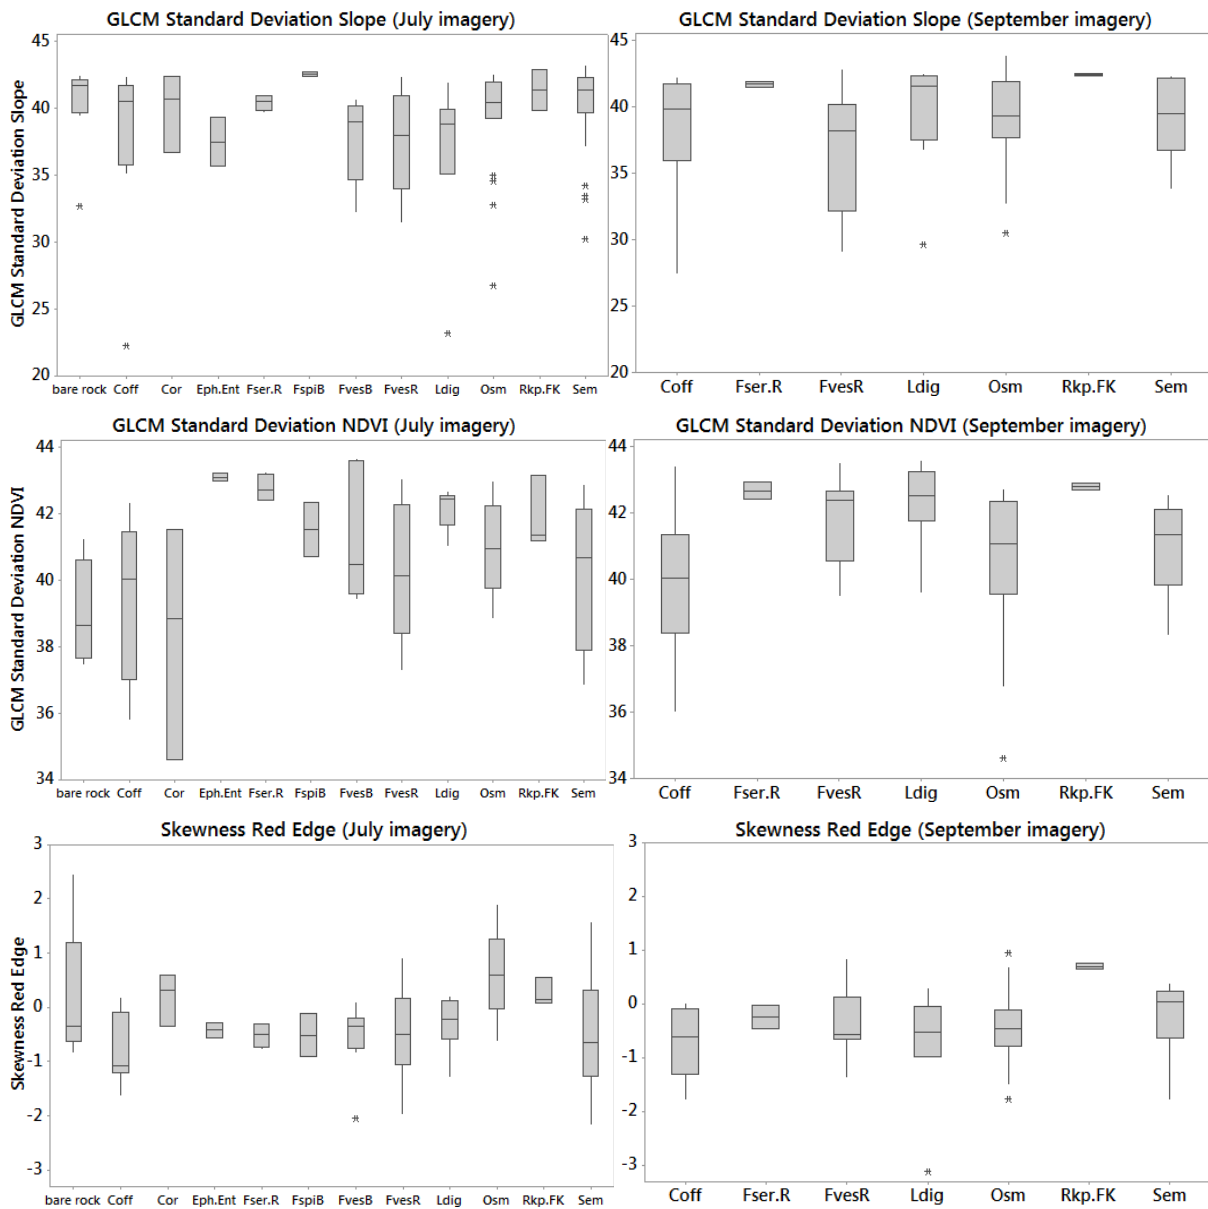 GLCM Standard Deviation Slope (July imagery)
GLCM Standard Deviation Slope
45
40
35
30
25
20
bare rock Coff Cor Eph.Ent Fser.R FspiB FvesB FvesR Ldig Osm Rkp.FK Sem
GLCM Standard Deviation Slope (September imagery)
45
40
35
30
25
20
Coff Fser.R FvesR Ldig Osm Rkp.FK Sem
GLCM Standard Deviation NDVI (July imagery)
GLCM Standard Deviation NDVI
44
42
40
38
36
34
bare rock Coff Cor Eph.Ent Fser.R FspiB FvesB FvesR Ldig Osm Rkp.FK Sem
GLCM Standard Deviation NDVI (September imagery)
44
42
40
38
36
34
Coff Fser.R FvesR Ldig Osm Rkp.FK Sem
Skewness Red Edge (July imagery)
Skewness Red Edge
3
2
1
0
-1
-2
-3
bare rock Coff Cor Eph.Ent Fser.R FspiB FvesB FvesR Ldig Osm Rkp.FK Sem
Skewness Red Edge (September imagery)
3
2
1
0
-1
-2
-3
Coff Fser.R FvesR Ldig Osm Rkp.FK Sem